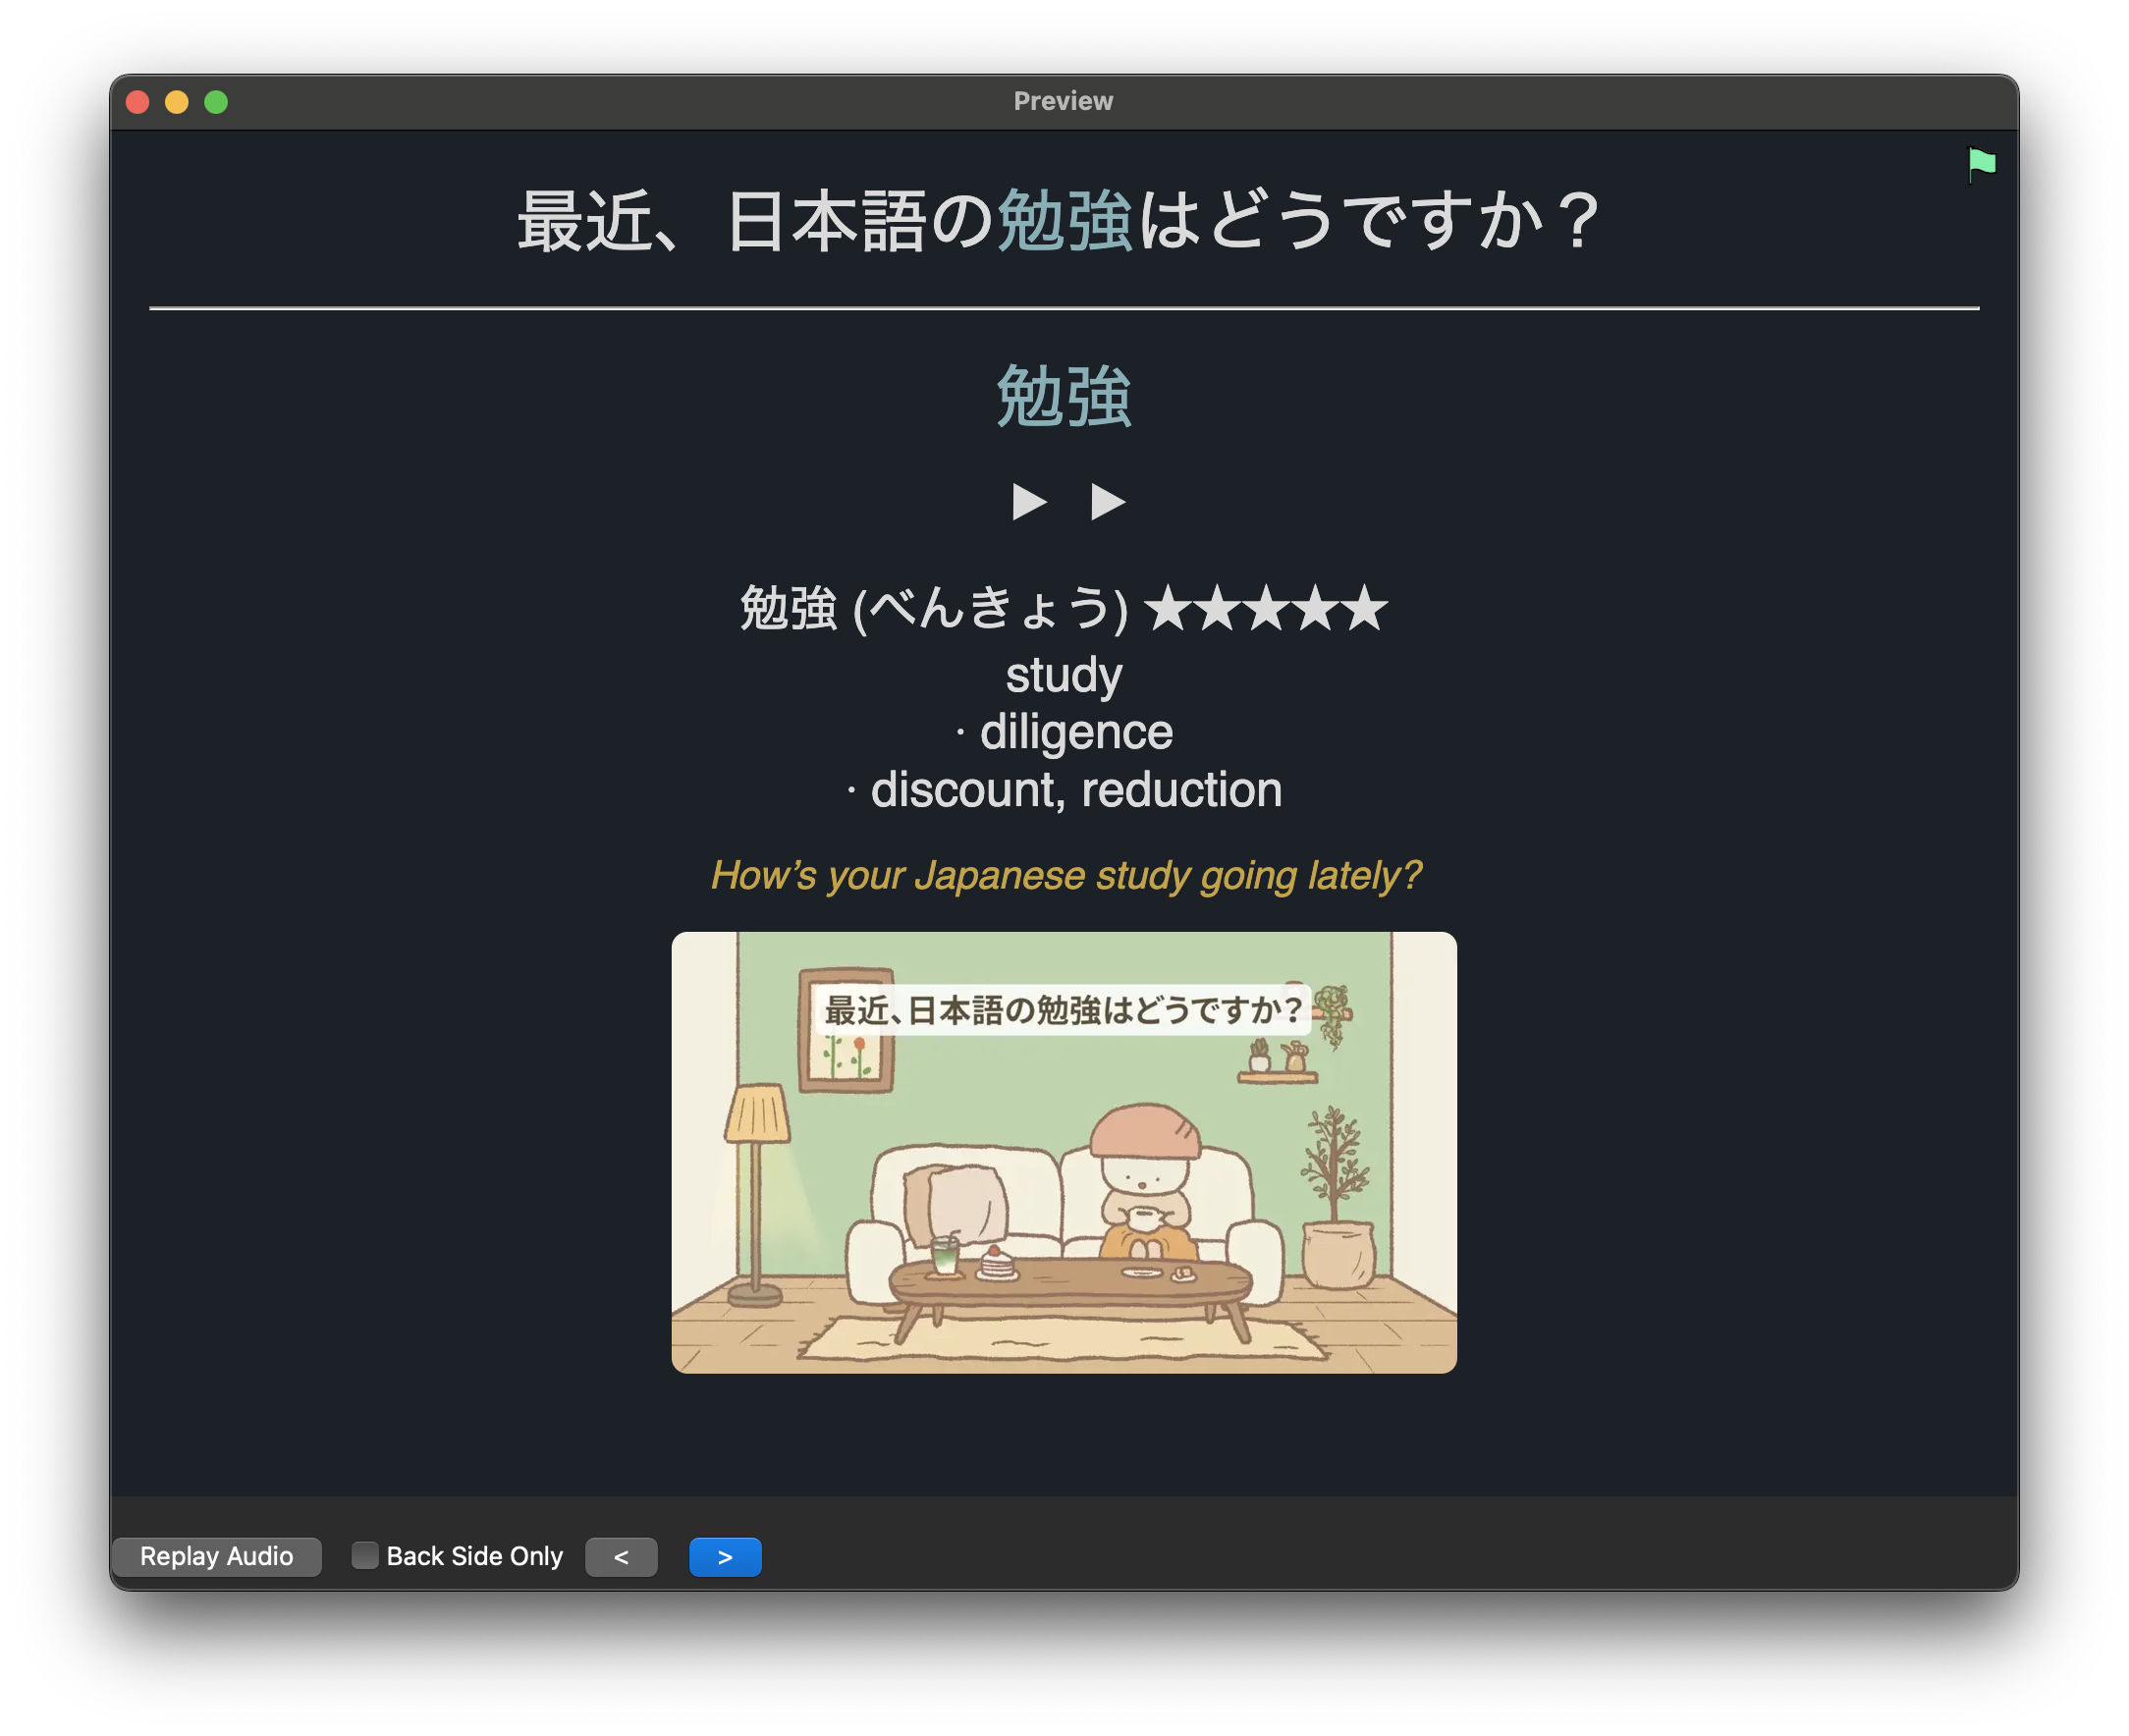 Preview
最近、日本語の勉強はどうですか？
勉強
勉強 (べんきょう) ★★★★★
study
· diligence
· discount, reduction
How’s your Japanese study going lately?
最近、日本語の勉強はどうですか？
Replay Audio
Back Side Only
<
>